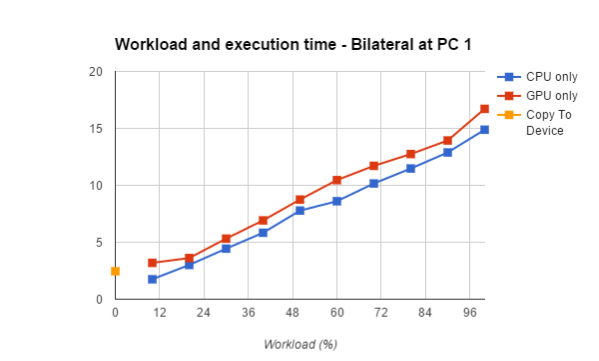 Workload and execution time - Bilateral at PC 1
20
15
10
5
0
0 12 24 36 48 60 72 84 96
Workload (%)
CPU only
GPU only
Copy To
Device